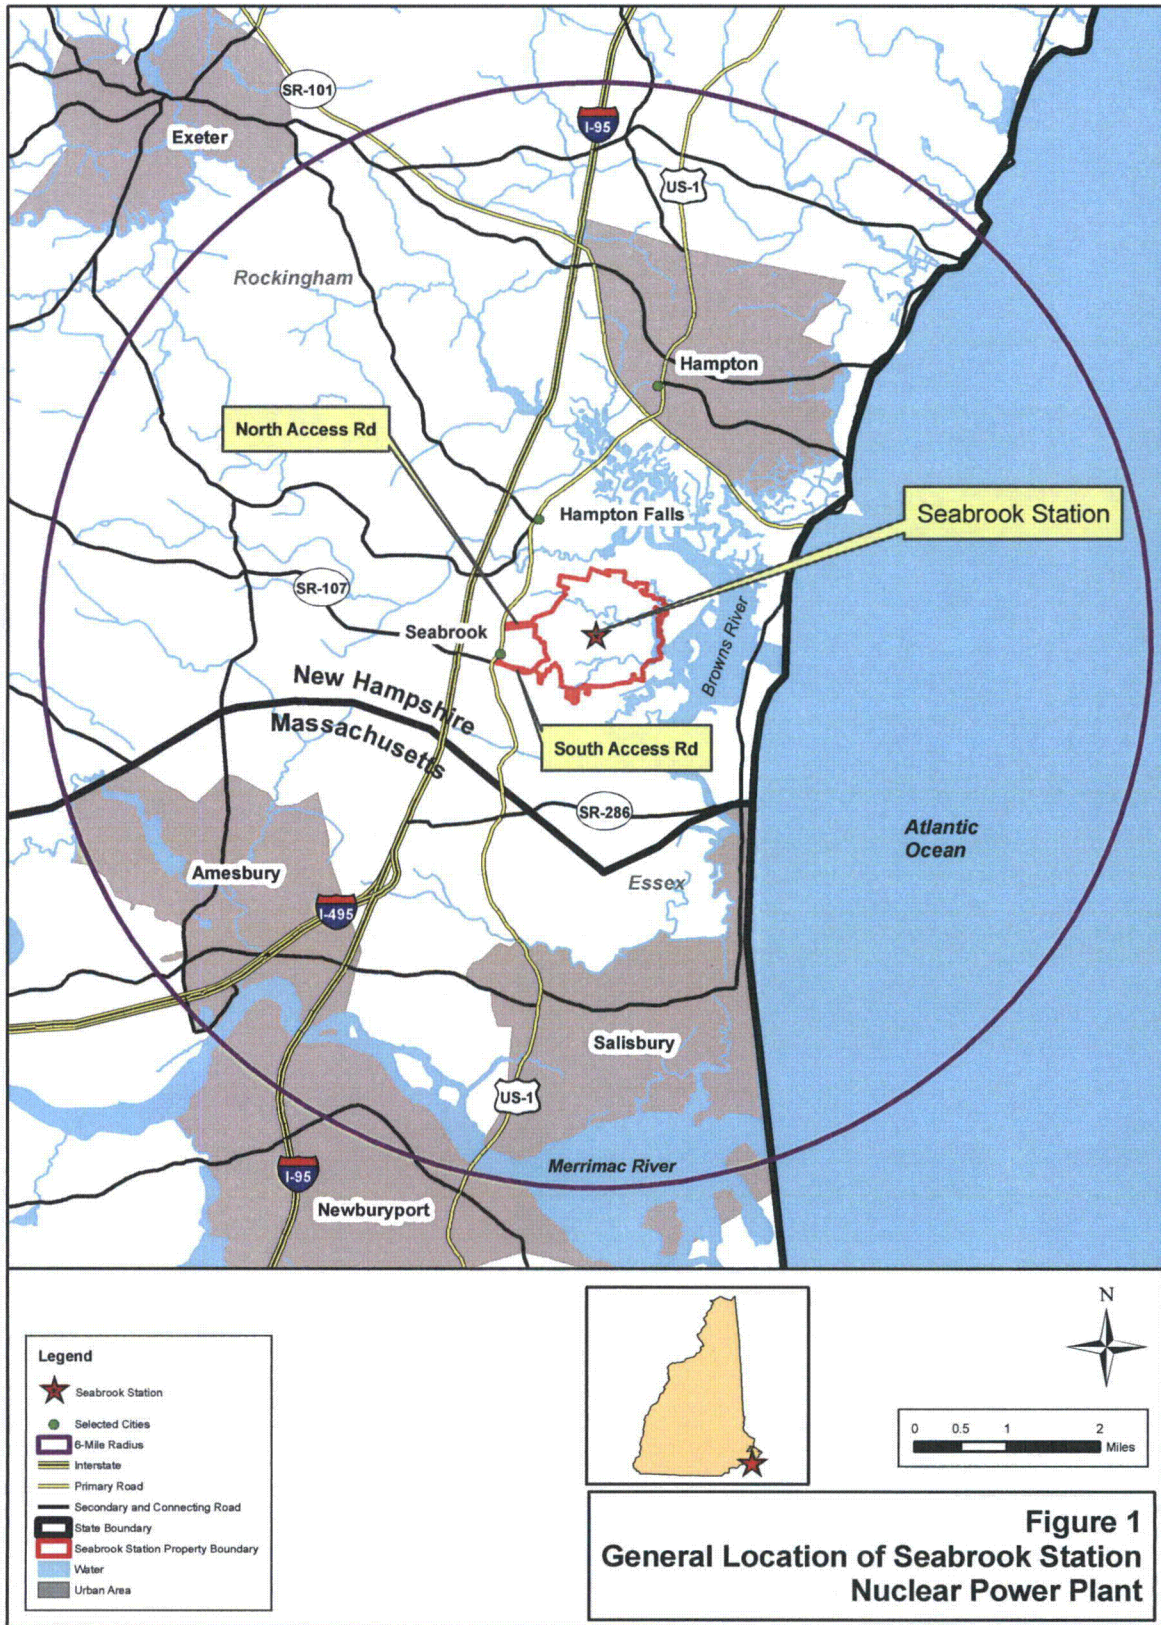 SR-101
I-95
Exeter
US-1
Rockingham
Hampton
North Access Rd
Hampton Falls
Seabrook Station
SR-107
Seabrook
Browns River
New Hampshire
Massachusetts
South Access Rd
SR-286
Atlantic
Ocean
Amesbury
Essex
I-495
Salisbury
US-1
Merrimac River
I-95
Newburyport
Legend
Seabrook Station
Selected Cities
6-Mile Radius
Interstate
Primary Road
Secondary and Connecting Road
State Boundary
Seabrook Station Property Boundary
Water
Urban Area
N
0 0.5 1 2
Miles
Figure 1
General Location of Seabrook Station
Nuclear Power Plant